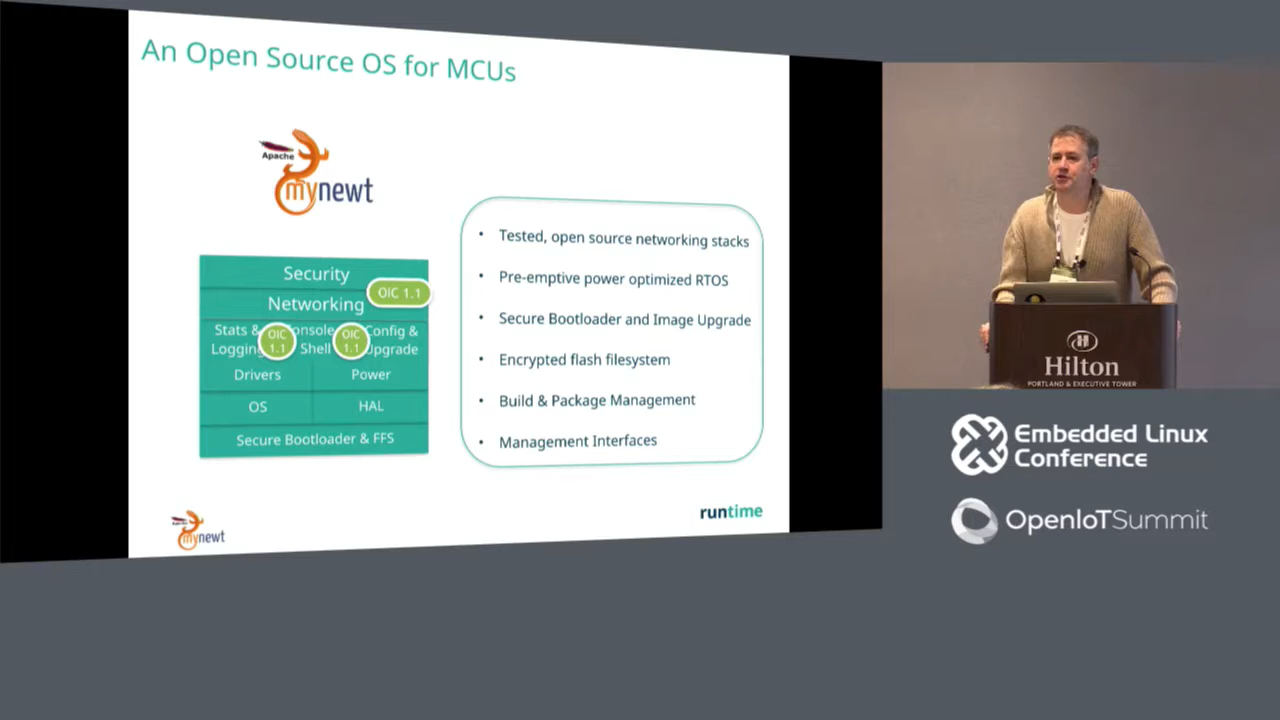 An Open Source OS for MCUs
Apache
mynewt
Security
Networking
OIC 1.1
Stats & Logging
OIC
1.1
Console Shell
OIC
1.1
Config & Upgrade
Drivers
Power
OS
HAL
Secure Bootloader & FFS
• Tested, open source networking stacks
• Pre-emptive power optimized RTOS
• Secure Bootloader and Image Upgrade
• Encrypted flash filesystem
• Build & Package Management
• Management Interfaces
Apache
mynewt
runtime
Hilton
PORTLAND & EXECUTIVE TOWER
Embedded Linux
Conference
OpenIoTSummit